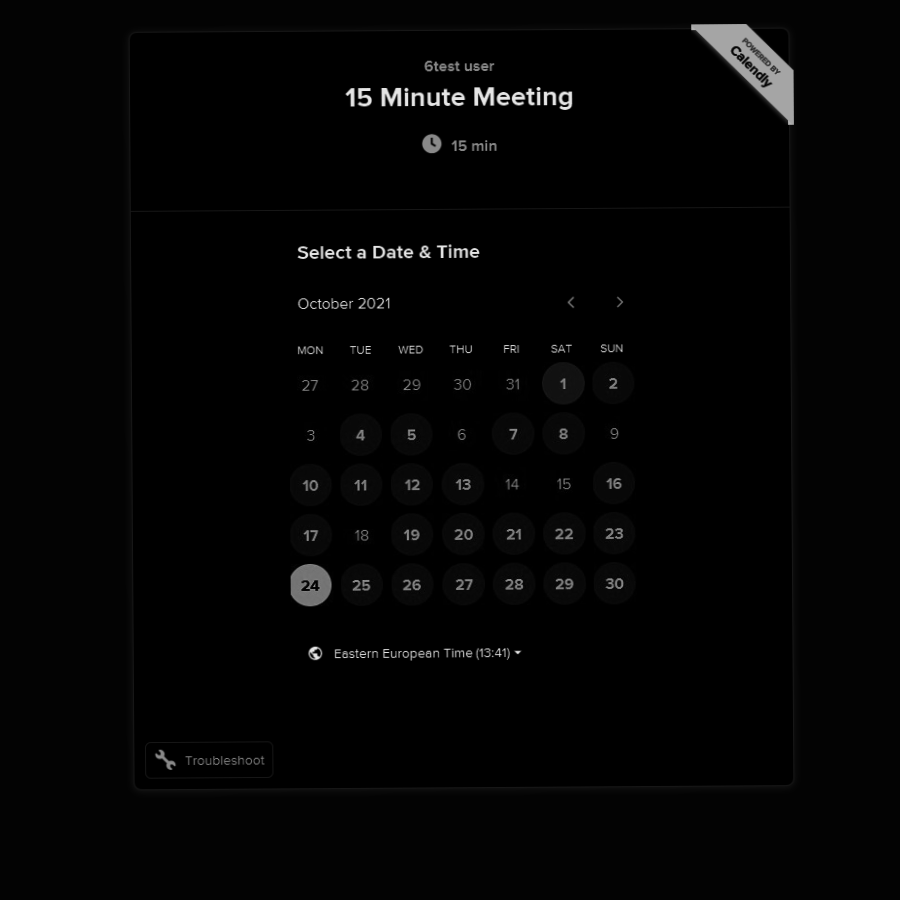 6test user
15 Minute Meeting
15 min
POWERED BY
Calendly
Select a Date & Time
October 2021
MON TUE WED THU FRI SAT SUN
27 28 29 30 31 1 2
3 4 5 6 7 8 9
10 11 12 13 14 15 16
17 18 19 20 21 22 23
24 25 26 27 28 29 30
Eastern European Time (13:41)
Troubleshoot